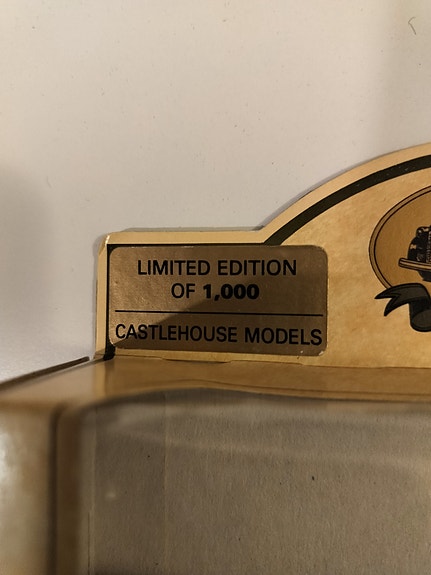 LIMITED EDITION
OF 1,000
CASTLEHOUSE MODELS